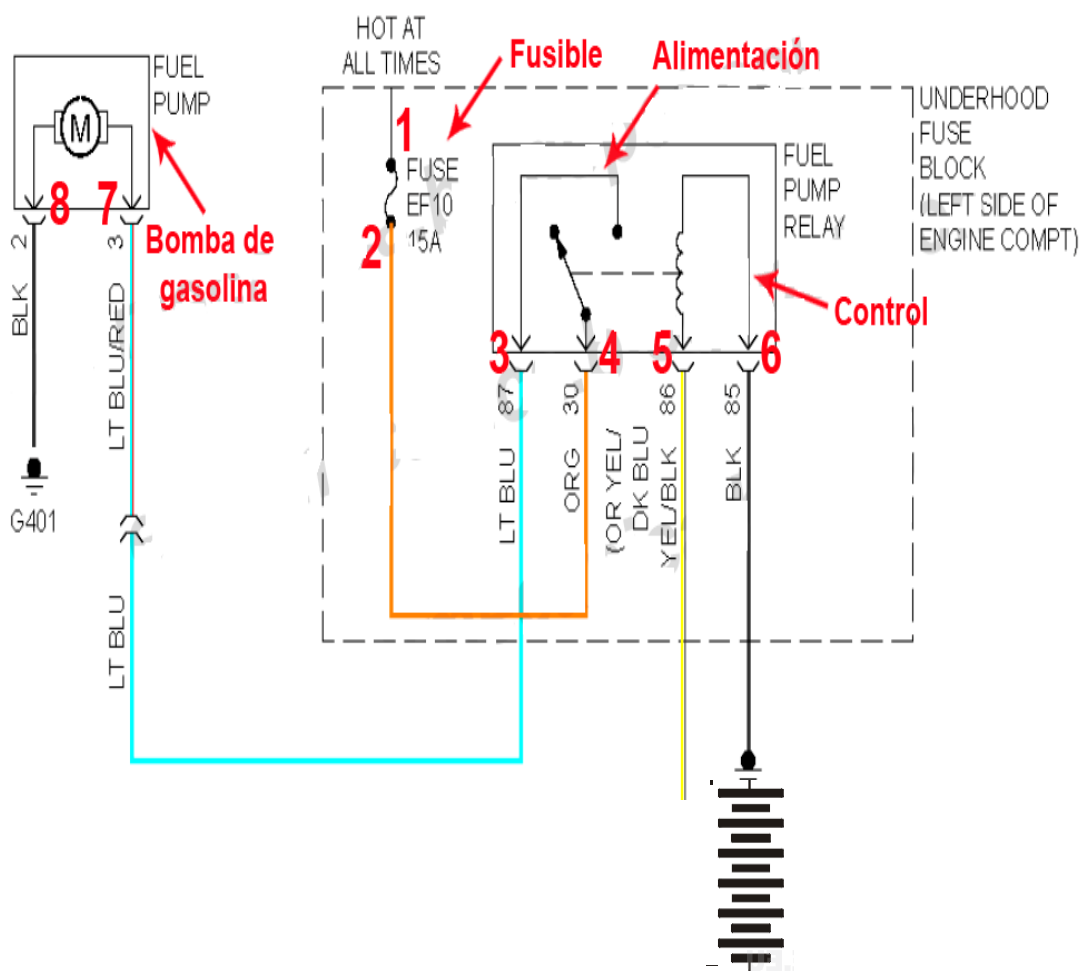 HOT AT
ALL TIMES
Fusible
Alimentación
FUEL
PUMP
M
1
FUSE
EF10
15A
2
FUEL
PUMP
RELAY
UNDERHOOD
FUSE
BLOCK
(LEFT SIDE OF
ENGINE COMPT)
8
7
Bomba de
gasolina
Control
3
4
5
6
2
3
BLK
LT BLU/RED
87
30
86
85
LT BLU
ORG
(OR YEL/
DK BLU
YEL/BLK
BLK
G401
LT BLU